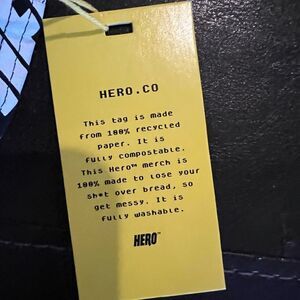 HERO.CO
This tag is made
from 100% recycled
paper. It is
fully compostable.
This Hero™ merch is
100% made to lose your
sh*t over bread, so
get messy. It is
fully washable.
HERO™